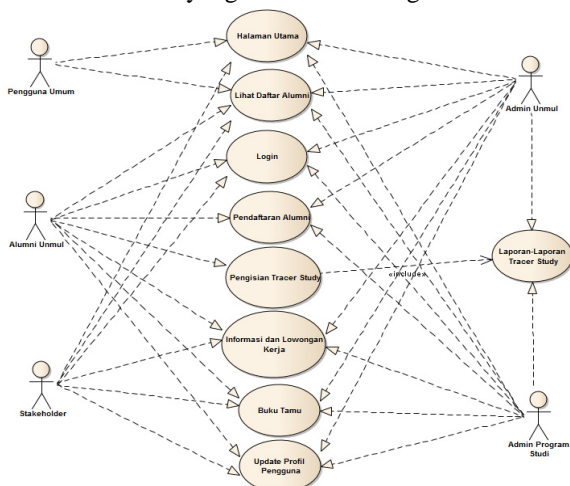 Halaman Utama
Pengguna Umum
Lihat Daftar Alumni
Admin Unmul
Login
Pendaftaran Alumni
Alumni Unmul
Laporan-Laporan
Tracer Study
Pengisian Tracer Study
«include»
Informasi dan Lowongan
Kerja
Stakeholder
Buku Tamu
Admin Program
Studi
Update Profil
Pengguna